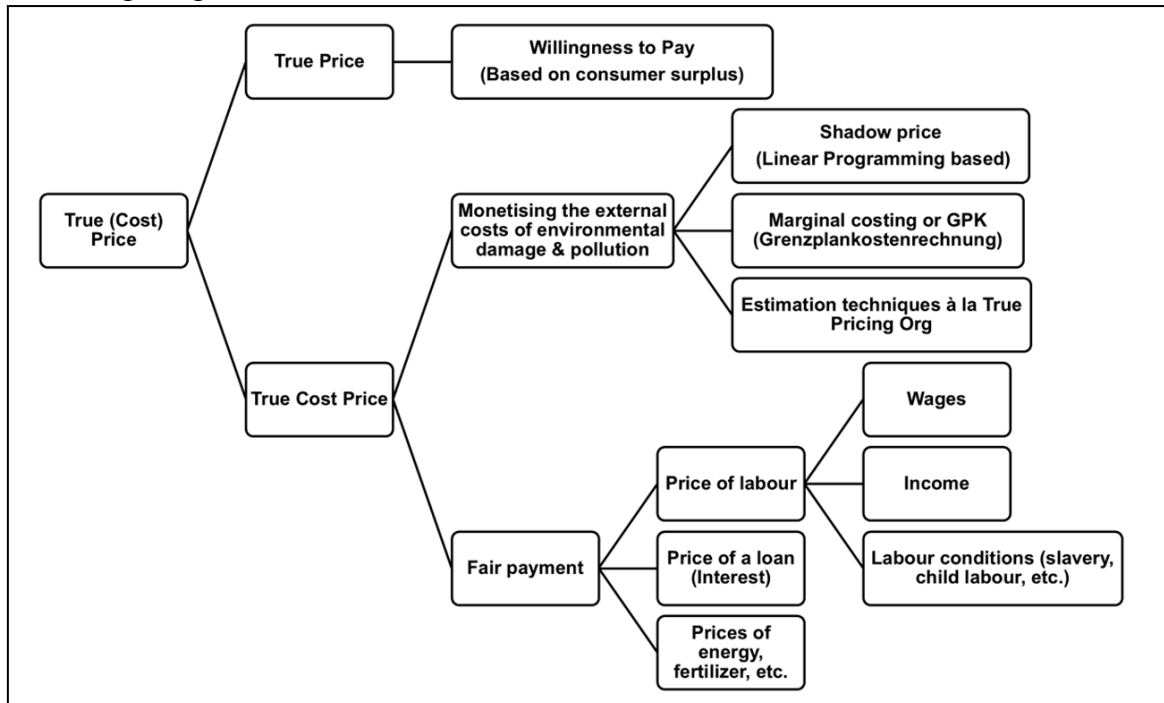 True Price
Willingness to Pay
(Based on consumer surplus)
True (Cost)
Price
Monetising the external
costs of environmental
damage & pollution
Shadow price
(Linear Programming based)
Marginal costing or GPK
(Grenzplankostenrechnung)
Estimation techniques à la True
Pricing Org
True Cost Price
Fair payment
Price of labour
Wages
Income
Labour conditions (slavery,
child labour, etc.)
Price of a loan
(Interest)
Prices of
energy,
fertilizer, etc.